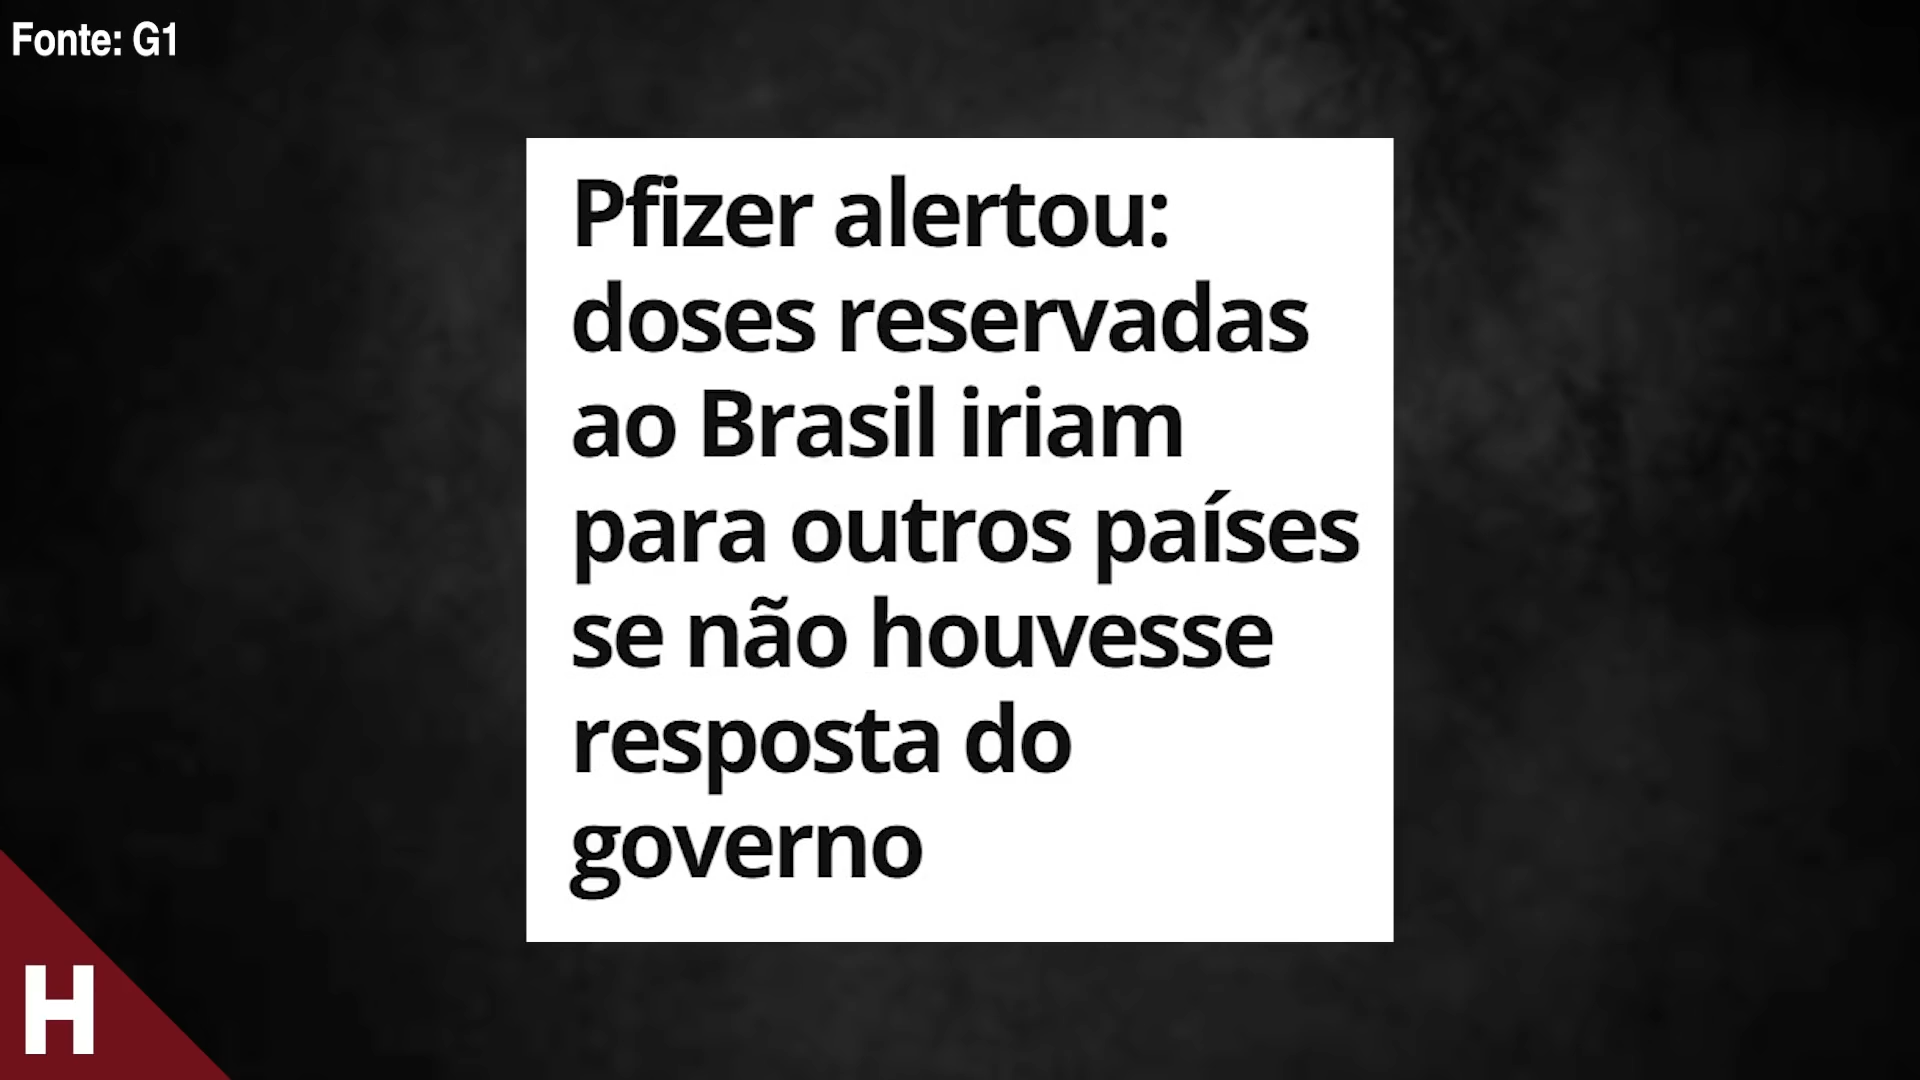 Fonte: G1
Pfizer alertou:
doses reservadas
ao Brasil iriam
para outros países
se não houvesse
resposta do
governo
H